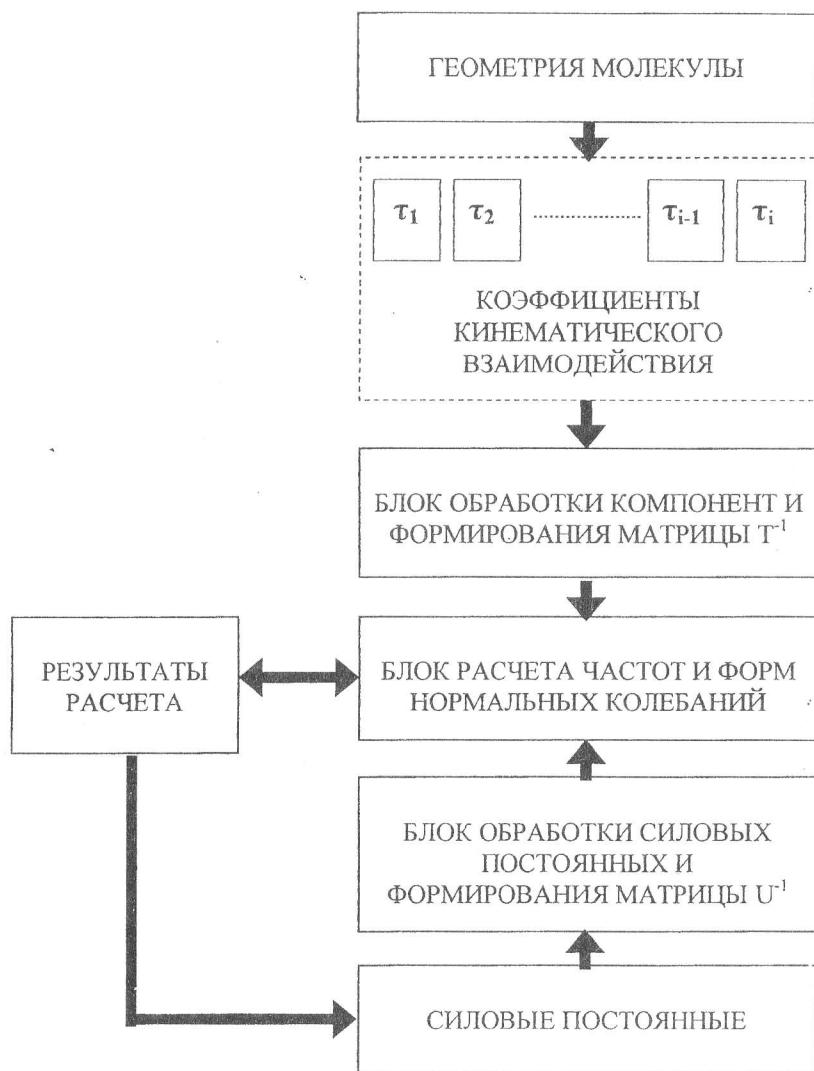 ГЕОМЕТРИЯ МОЛЕКУЛЫ
τ1 τ2 ........................ τi-1 τi
КОЭФФИЦИЕНТЫ
КИНЕМАТИЧЕСКОГО
ВЗАИМОДЕЙСТВИЯ
БЛОК ОБРАБОТКИ КОМПОНЕНТ И
ФОРМИРОВАНИЯ МАТРИЦЫ T-1
РЕЗУЛЬТАТЫ
РАСЧЕТА
БЛОК РАСЧЕТА ЧАСТОТ И ФОРМ
НОРМАЛЬНЫХ КОЛЕБАНИЙ
БЛОК ОБРАБОТКИ СИЛОВЫХ
ПОСТОЯННЫХ И
ФОРМИРОВАНИЯ МАТРИЦЫ U-1
СИЛОВЫЕ ПОСТОЯННЫЕ